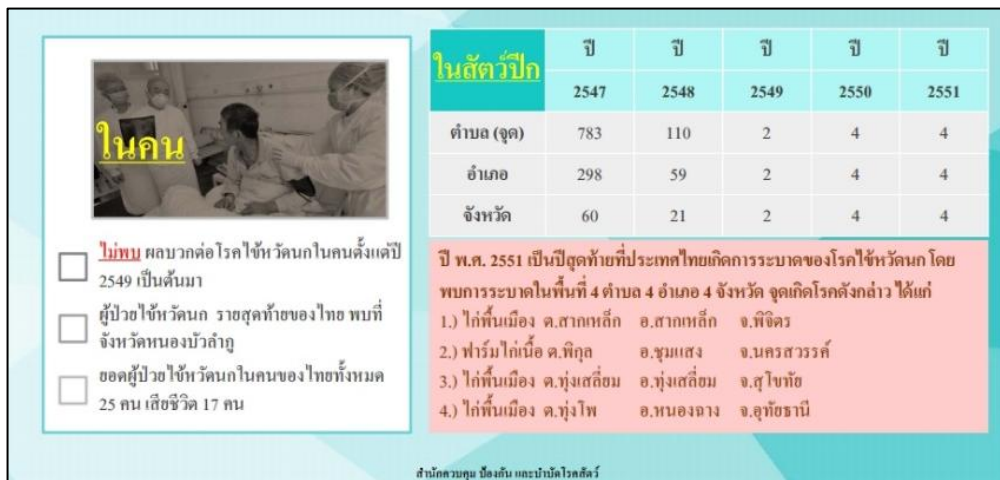 ในคน
ไม่พบ ผลบวกต่อโรคไข้หวัดนกในคนตั้งแต่ปี
2549 เป็นต้นมา
ผู้ป่วยไข้หวัดนก รายสุดท้ายของไทย พบที่
จังหวัดหนองบัวลำภู
ยอดผู้ป่วยไข้หวัดนกในคนของไทยทั้งหมด
25 คน เสียชีวิต 17 คน
ในสัตว์ปีก ปี ปี ปี ปี ปี
2547 2548 2549 2550 2551
ตำบล (จุด) 783 110 2 4 4
อำเภอ 298 59 2 4 4
จังหวัด 60 21 2 4 4
ปี พ.ศ. 2551 เป็นปีสุดท้ายที่ประเทศไทยเกิดการระบาดของโรคไข้หวัดนก โดย
พบการระบาดในพื้นที่ 4 ตำบล 4 อำเภอ 4 จังหวัด จุดเกิดโรคดังกล่าว ได้แก่
1.) ไก่พื้นเมือง ต.สากเหล็ก อ.สากเหล็ก จ.พิจิตร
2.) ฟาร์มไก่เนื้อ ต.พิกุล อ.ชุมแสง จ.นครสวรรค์
3.) ไก่พื้นเมือง ต.ทุ่งเสลี่ยม อ.ทุ่งเสลี่ยม จ.สุโขทัย
4.) ไก่พื้นเมือง ต.ทุ่งโพ อ.หนองฉาง จ.อุทัยธานี
สำนักควบคุม ป้องกัน และบำบัดโรคสัตว์